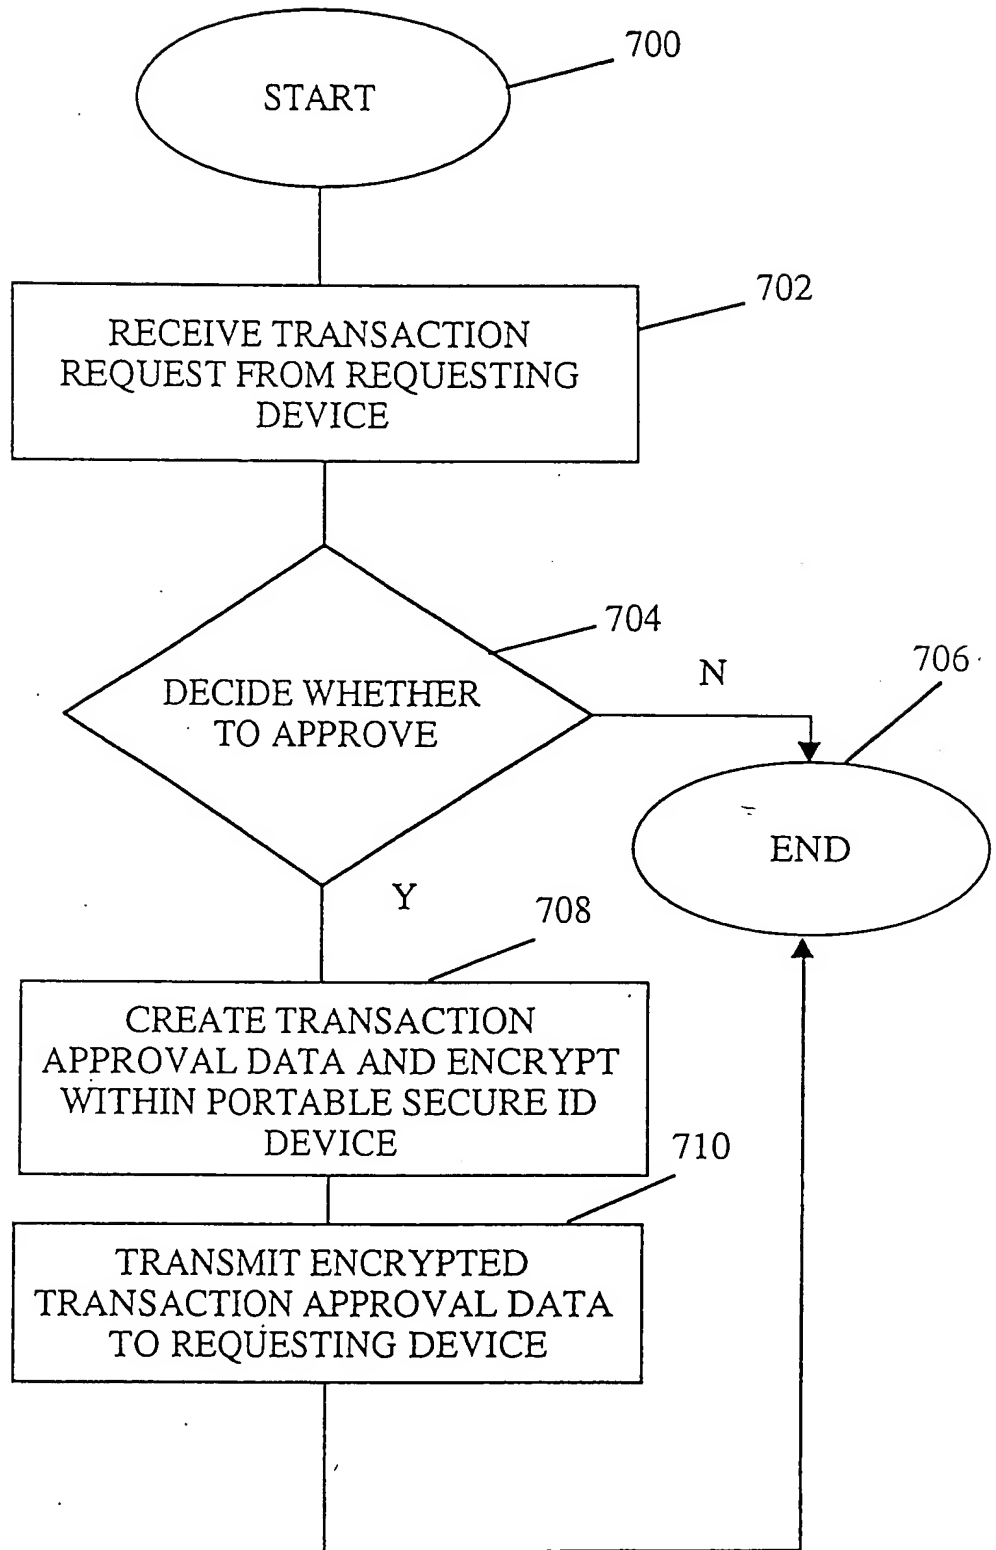 700
START
702
RECEIVE TRANSACTION
REQUEST FROM REQUESTING
DEVICE
704
N
706
DECIDE WHETHER
TO APPROVE
END
Y
708
CREATE TRANSACTION
APPROVAL DATA AND ENCRYPT
WITHIN PORTABLE SECURE ID
DEVICE
710
TRANSMIT ENCRYPTED
TRANSACTION APPROVAL DATA
TO REQUESTING DEVICE